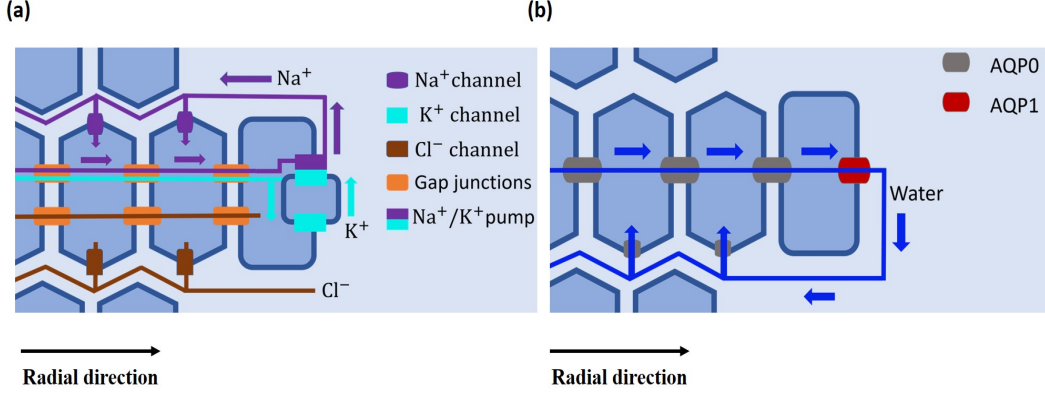 (a)
Na⁺
Na⁺ channel
K⁺ channel
Cl⁻ channel
Gap junctions
Na⁺/K⁺ pump
K⁺
Cl⁻
Radial direction
(b)
AQP0
AQP1
Water
Radial direction